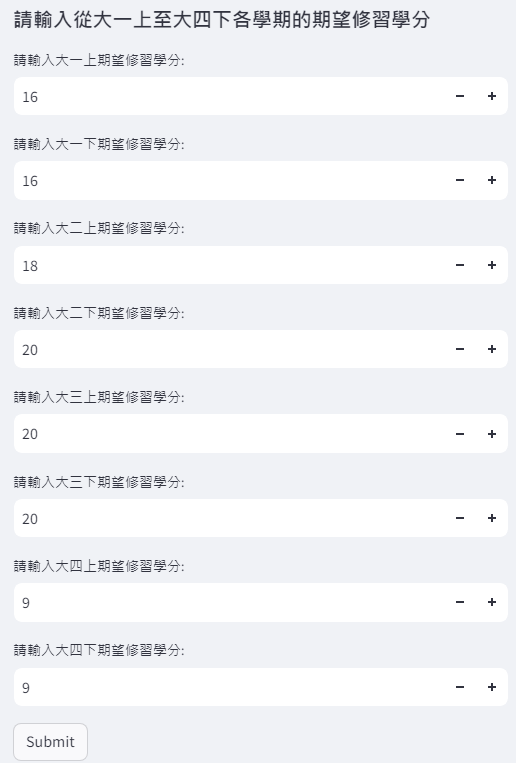 請輸入從大一上至大四下各學期的期望修習學分
請輸入大一上期望修習學分:
16
請輸入大一下期望修習學分:
16
請輸入大二上期望修習學分:
18
請輸入大二下期望修習學分:
20
請輸入大三上期望修習學分:
20
請輸入大三下期望修習學分:
20
請輸入大四上期望修習學分:
9
請輸入大四下期望修習學分:
9
Submit